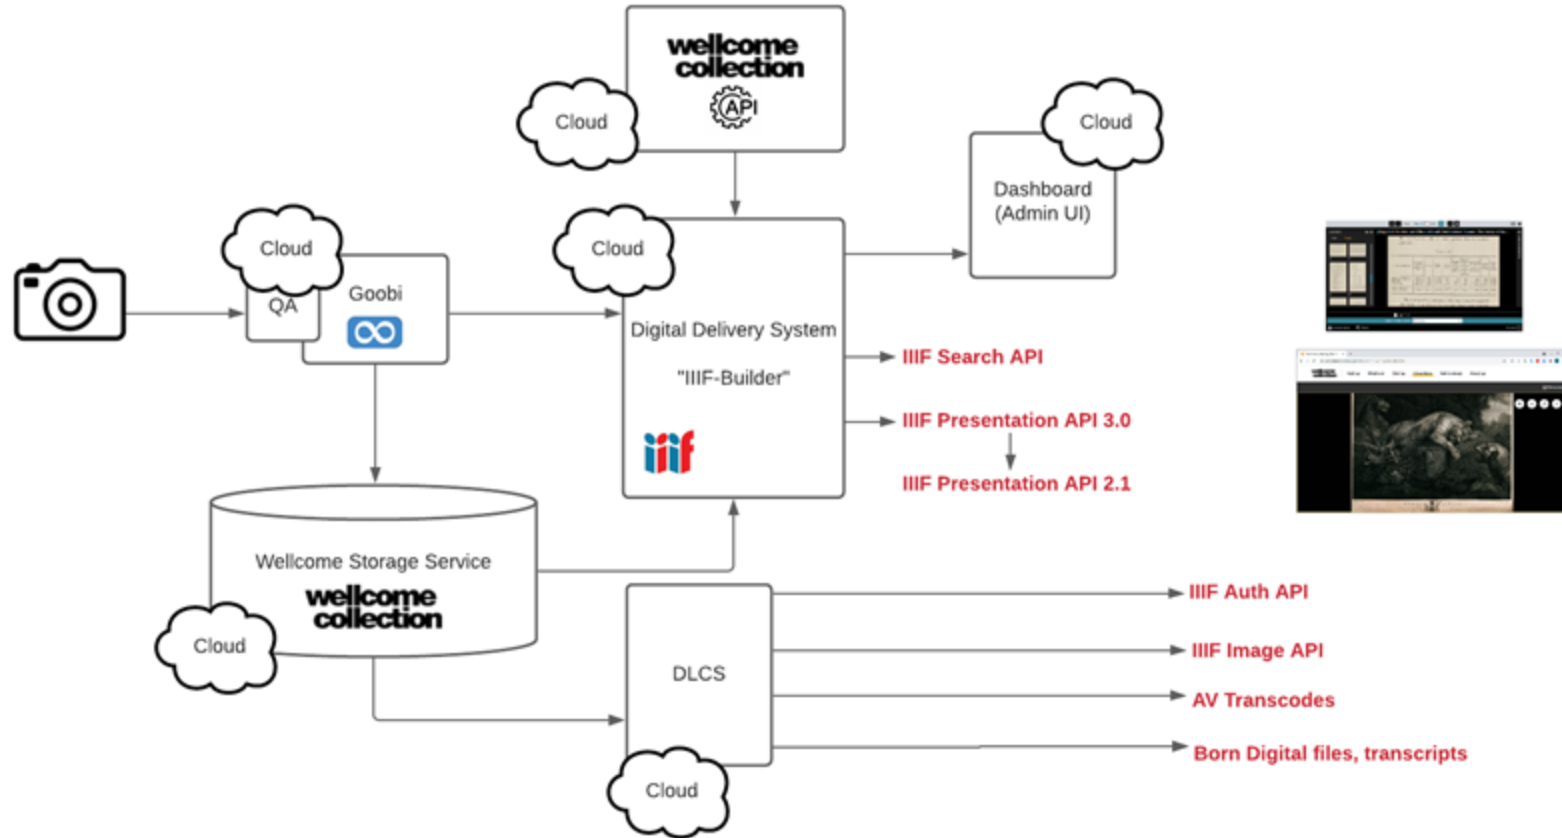 wellcome
collection
API
Cloud
Cloud
Dashboard
(Admin UI)
Cloud
QA
Goobi
Cloud
Digital Delivery System
"IIIF-Builder"
iiif
IIIF Search API
IIIF Presentation API 3.0
IIIF Presentation API 2.1
Wellcome Storage Service
wellcome
collection
Cloud
DLCS
Cloud
IIIF Auth API
IIIF Image API
AV Transcodes
Born Digital files, transcripts
wellcome
collection